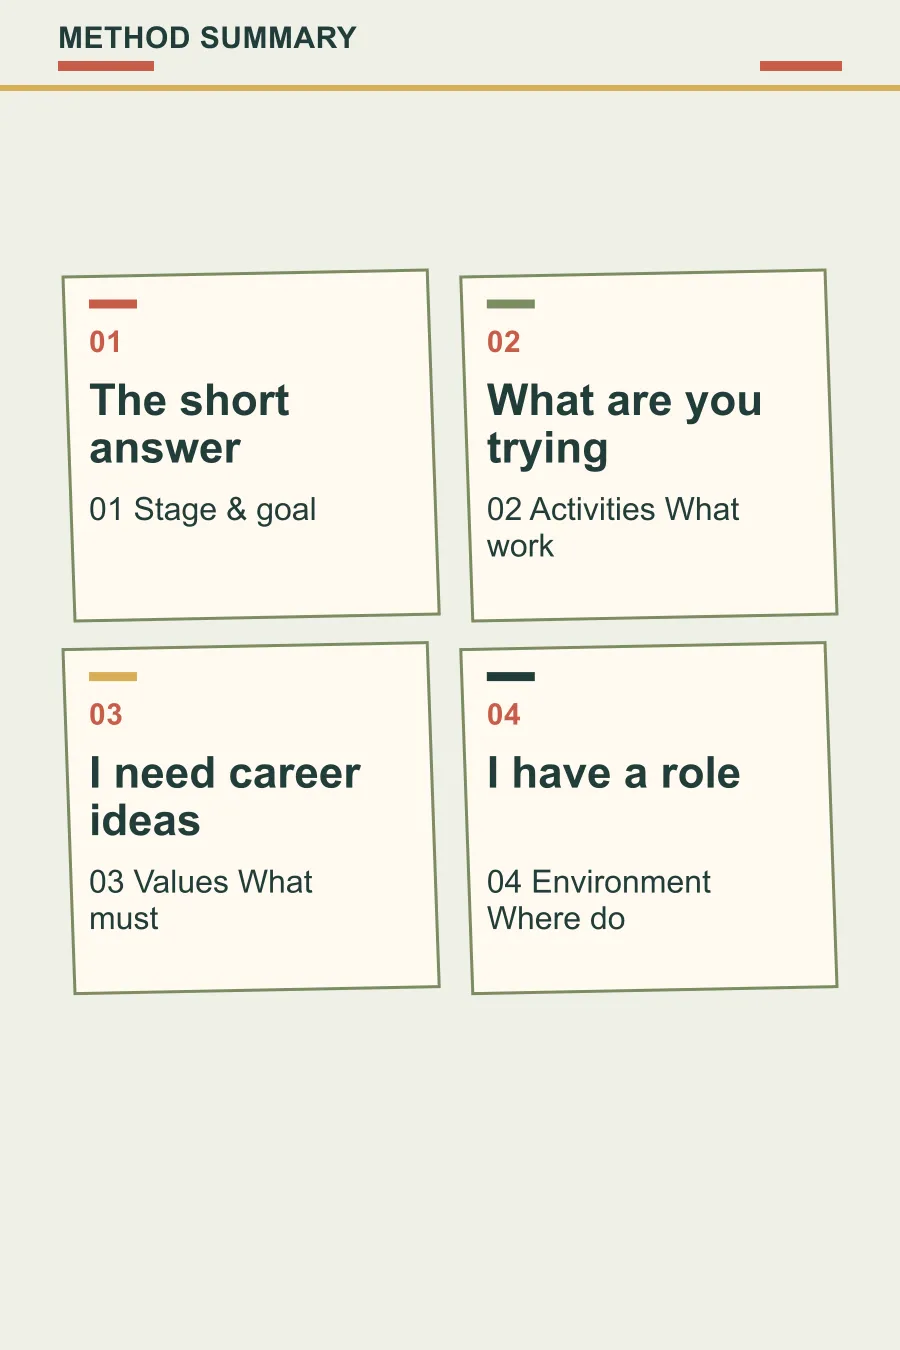 METHOD SUMMARY
01
The short
answer
01 Stage & goal
02
What are you
trying
02 Activities What
work
03
I need career
ideas
03 Values What
must
04
I have a role
04 Environment
Where do